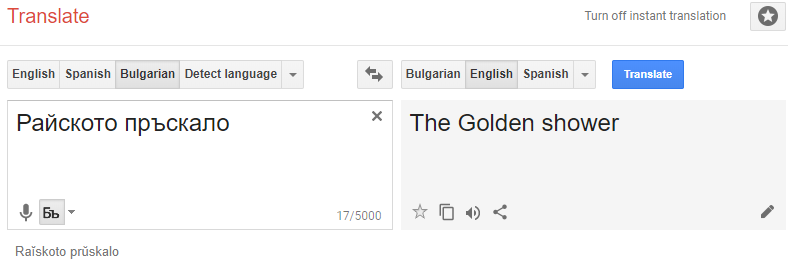 Translate
Turn off instant translation
English Spanish Bulgarian Detect language
Bulgarian English Spanish Translate
Райското пръскало
The Golden shower
Бъ 17/5000
Raĭskoto prŭskalo